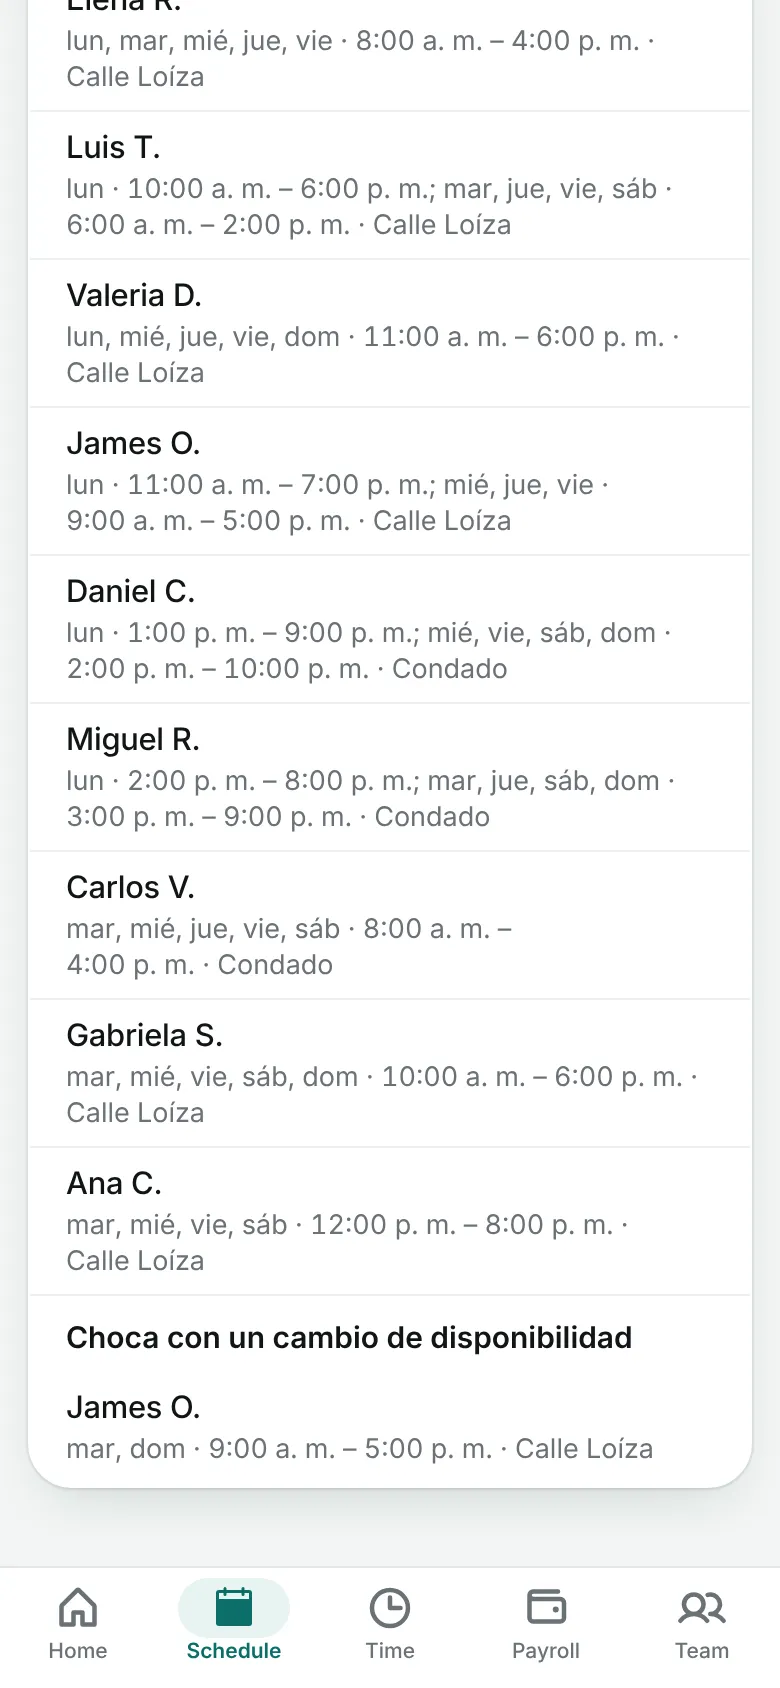 Elena R.
lun, mar, mié, jue, vie · 8:00 a. m. – 4:00 p. m. ·
Calle Loíza
Luis T.
lun · 10:00 a. m. – 6:00 p. m.; mar, jue, vie, sáb ·
6:00 a. m. – 2:00 p. m. · Calle Loíza
Valeria D.
lun, mié, jue, vie, dom · 11:00 a. m. – 6:00 p. m. ·
Calle Loíza
James O.
lun · 11:00 a. m. – 7:00 p. m.; mié, jue, vie ·
9:00 a. m. – 5:00 p. m. · Calle Loíza
Daniel C.
lun · 1:00 p. m. – 9:00 p. m.; mié, vie, sáb, dom ·
2:00 p. m. – 10:00 p. m. · Condado
Miguel R.
lun · 2:00 p. m. – 8:00 p. m.; mar, jue, sáb, dom ·
3:00 p. m. – 9:00 p. m. · Condado
Carlos V.
mar, mié, jue, vie, sáb · 8:00 a. m. –
4:00 p. m. · Condado
Gabriela S.
mar, mié, vie, sáb, dom · 10:00 a. m. – 6:00 p. m. ·
Calle Loíza
Ana C.
mar, mié, vie, sáb · 12:00 p. m. – 8:00 p. m. ·
Calle Loíza
Choca con un cambio de disponibilidad
James O.
mar, dom · 9:00 a. m. – 5:00 p. m. · Calle Loíza
Home
Schedule
Time
Payroll
Team